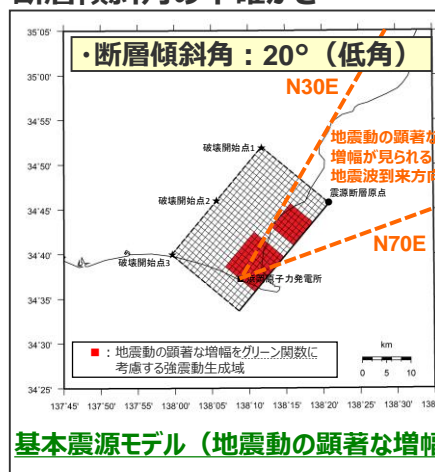 ・断層傾斜角：20°（低角）
N30E
地震動の顕著な
増幅が見られる
地震波到来方向
破壊開始点1
震源断層原点
破壊開始点2
N70E
破壊開始点3
浜岡原子力発電所
■：地震動の顕著な増幅をグリーン関数に
考慮する強震動生成域
km
0 5 10
35°05'
35°00'
34°55'
34°50'
34°45'
34°40'
34°35'
34°30'
34°25'
137°45' 137°50' 137°55' 138°00' 138°05' 138°10' 138°15' 138°20' 138°25' 138°30'
基本震源モデル（地震動の顕著な増幅